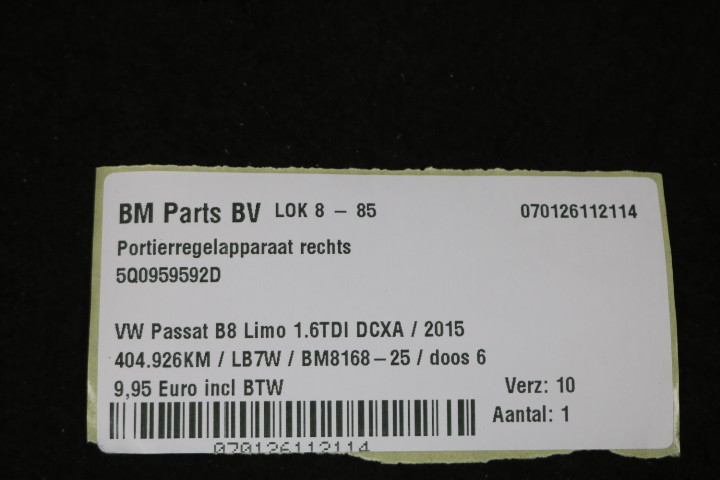 BM Parts BV LOK 8 - 85 070126112114
Portierregelapparaat rechts
5Q0959592D
VW Passat B8 Limo 1.6TDI DCXA / 2015
404.926KM / LB7W / BM8168-25 / doos 6
9,95 Euro incl BTW Verz: 10
Aantal: 1
070126112114